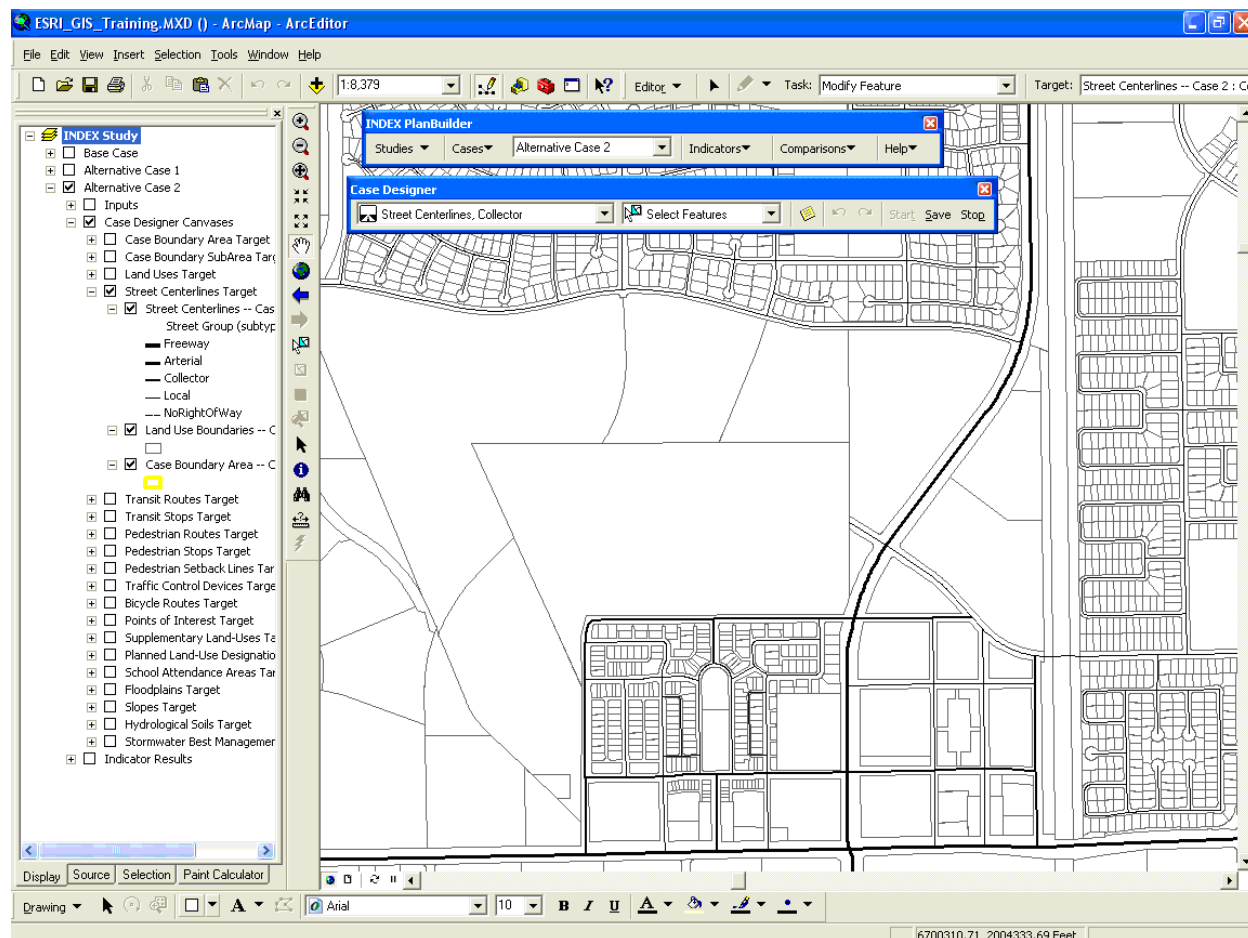 ESRI_GIS_Training.MXD () - ArcMap - ArcEditor
File Edit View Insert Selection Tools Window Help
1:8,379 Editor Task: Modify Feature Target: Street Centerlines -- Case 2 : Co
INDEX PlanBuilder
Studies Cases Alternative Case 2 Indicators Comparisons Help
Case Designer
Street Centerlines, Collector Select Features Start Save Stop
INDEX Study
Base Case
Alternative Case 1
Alternative Case 2
Inputs
Case Designer Canvases
Case Boundary Area Target
Case Boundary SubArea Targ
Land Uses Target
Street Centerlines Target
Street Centerlines -- Cas
Street Group (subtyp
Freeway
Arterial
Collector
Local
NoRightOfWay
Land Use Boundaries -- C
Case Boundary Area -- C
Transit Routes Target
Transit Stops Target
Pedestrian Routes Target
Pedestrian Stops Target
Pedestrian Setback Lines Tar
Traffic Control Devices Targe
Bicycle Routes Target
Points of Interest Target
Supplementary Land-Uses Ta
Planned Land-Use Designatio
School Attendance Areas Tar
Floodplains Target
Slopes Target
Hydrological Soils Target
Stormwater Best Managemer
Indicator Results
Display Source Selection Paint Calculator
Drawing A Arial 10 B I U A
6700310.71 2004333.69 Feet